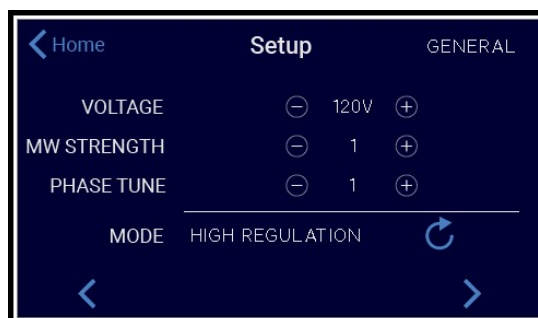 Home Setup GENERAL
VOLTAGE 120V
MW STRENGTH 1
PHASE TUNE 1
MODE HIGH REGULATION